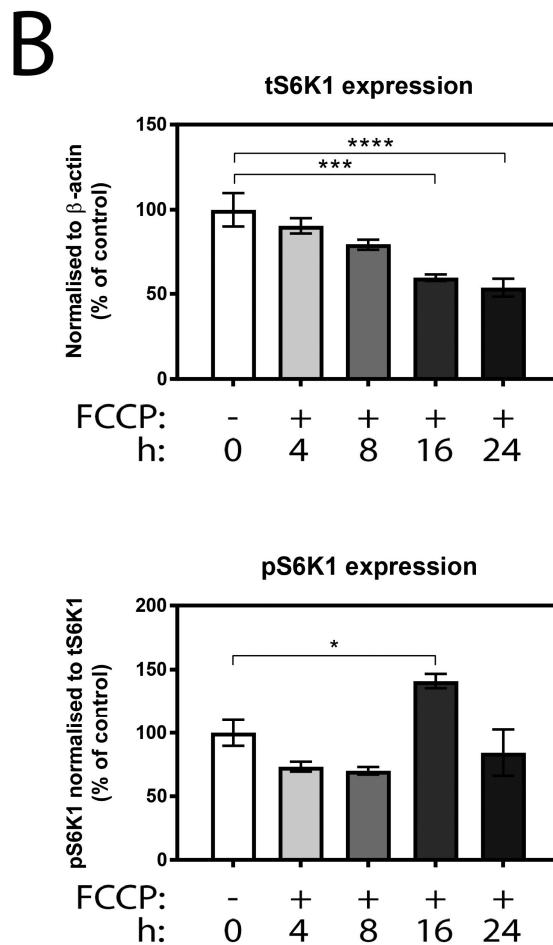 B
tS6K1 expression
Normalised to β-actin
(% of control)
150
100
50
0
****
***
FCCP: - + + + +
h: 0 4 8 16 24
pS6K1 expression
pS6K1 normalised to tS6K1
(% of control)
200
150
100
50
0
*
FCCP: - + + + +
h: 0 4 8 16 24